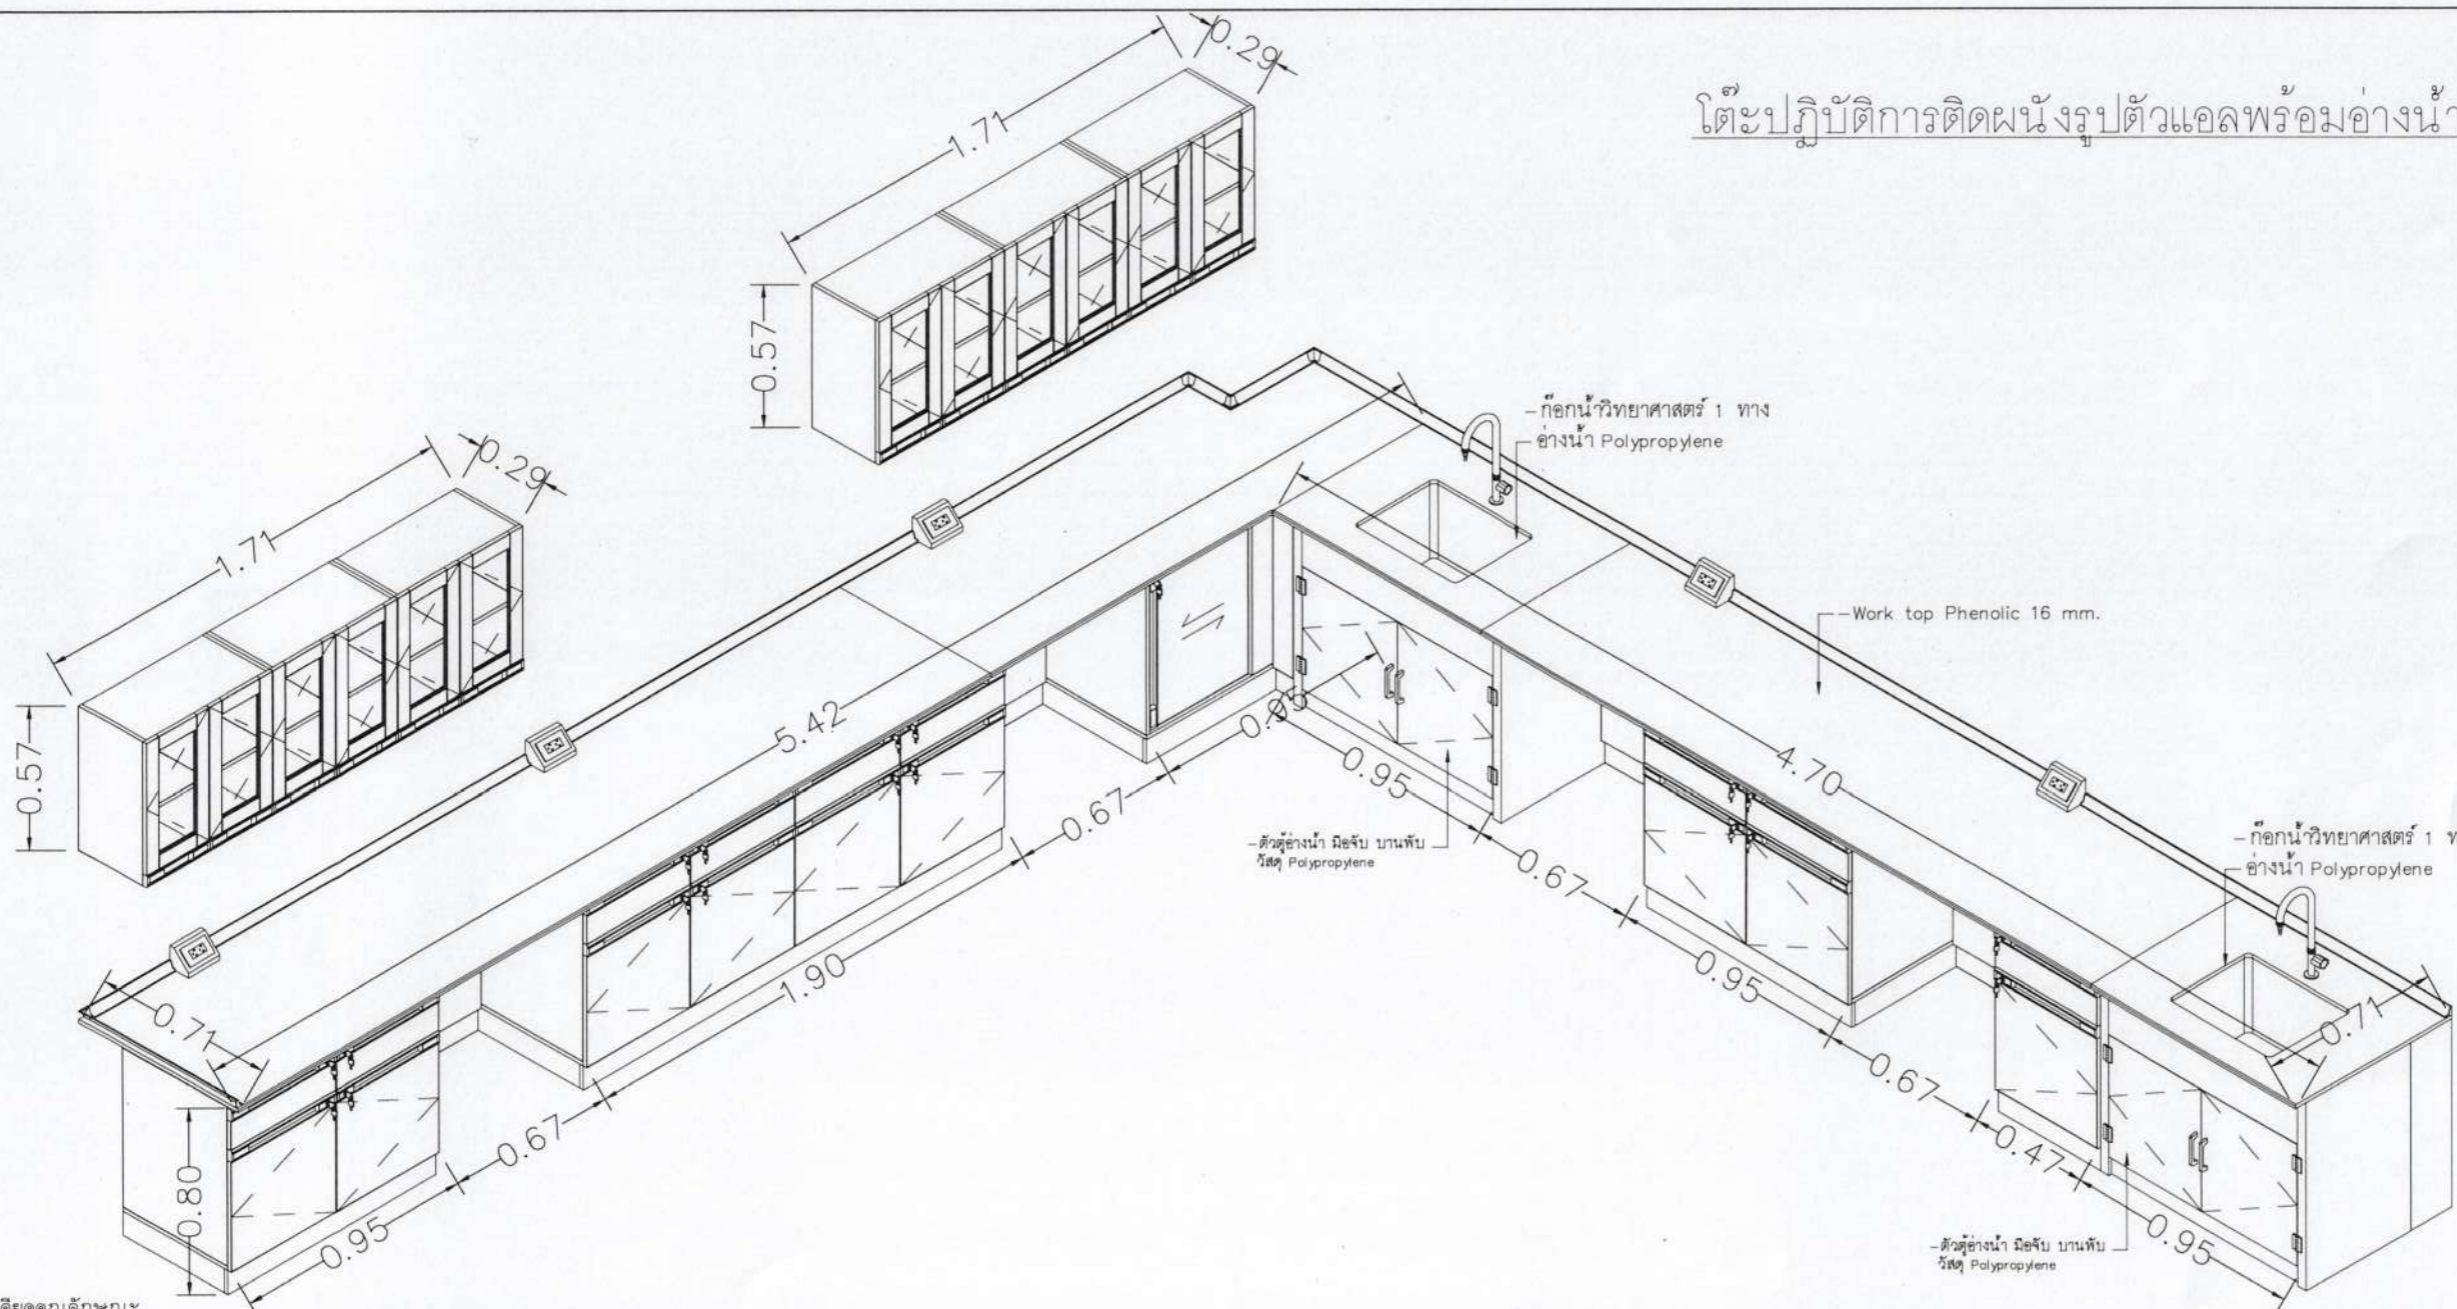 โต๊ะปฏิบัติการติดผนังรูปตัวแอลพร้อมอ่างน้ำ
0.29
1.71
0.57
0.29
1.71
0.57
-ก๊อกน้ำวิทยาศาสตร์ 1 ทาง
อ่างน้ำ Polypropylene
-Work top Phenolic 16 mm.
5.42
4.70
0.95
0.95
0.67
-ตัวตู้อ่างน้ำ มือจับ บานพับ
วัสดุ Polypropylene
-ก๊อกน้ำวิทยาศาสตร์ 1 ท
อ่างน้ำ Polypropylene
0.67
1.90
0.95
0.71
0.71
0.67
0.67
0.47
0.80
0.95
0.95
-ตัวตู้อ่างน้ำ มือจับ บานพับ
วัสดุ Polypropylene